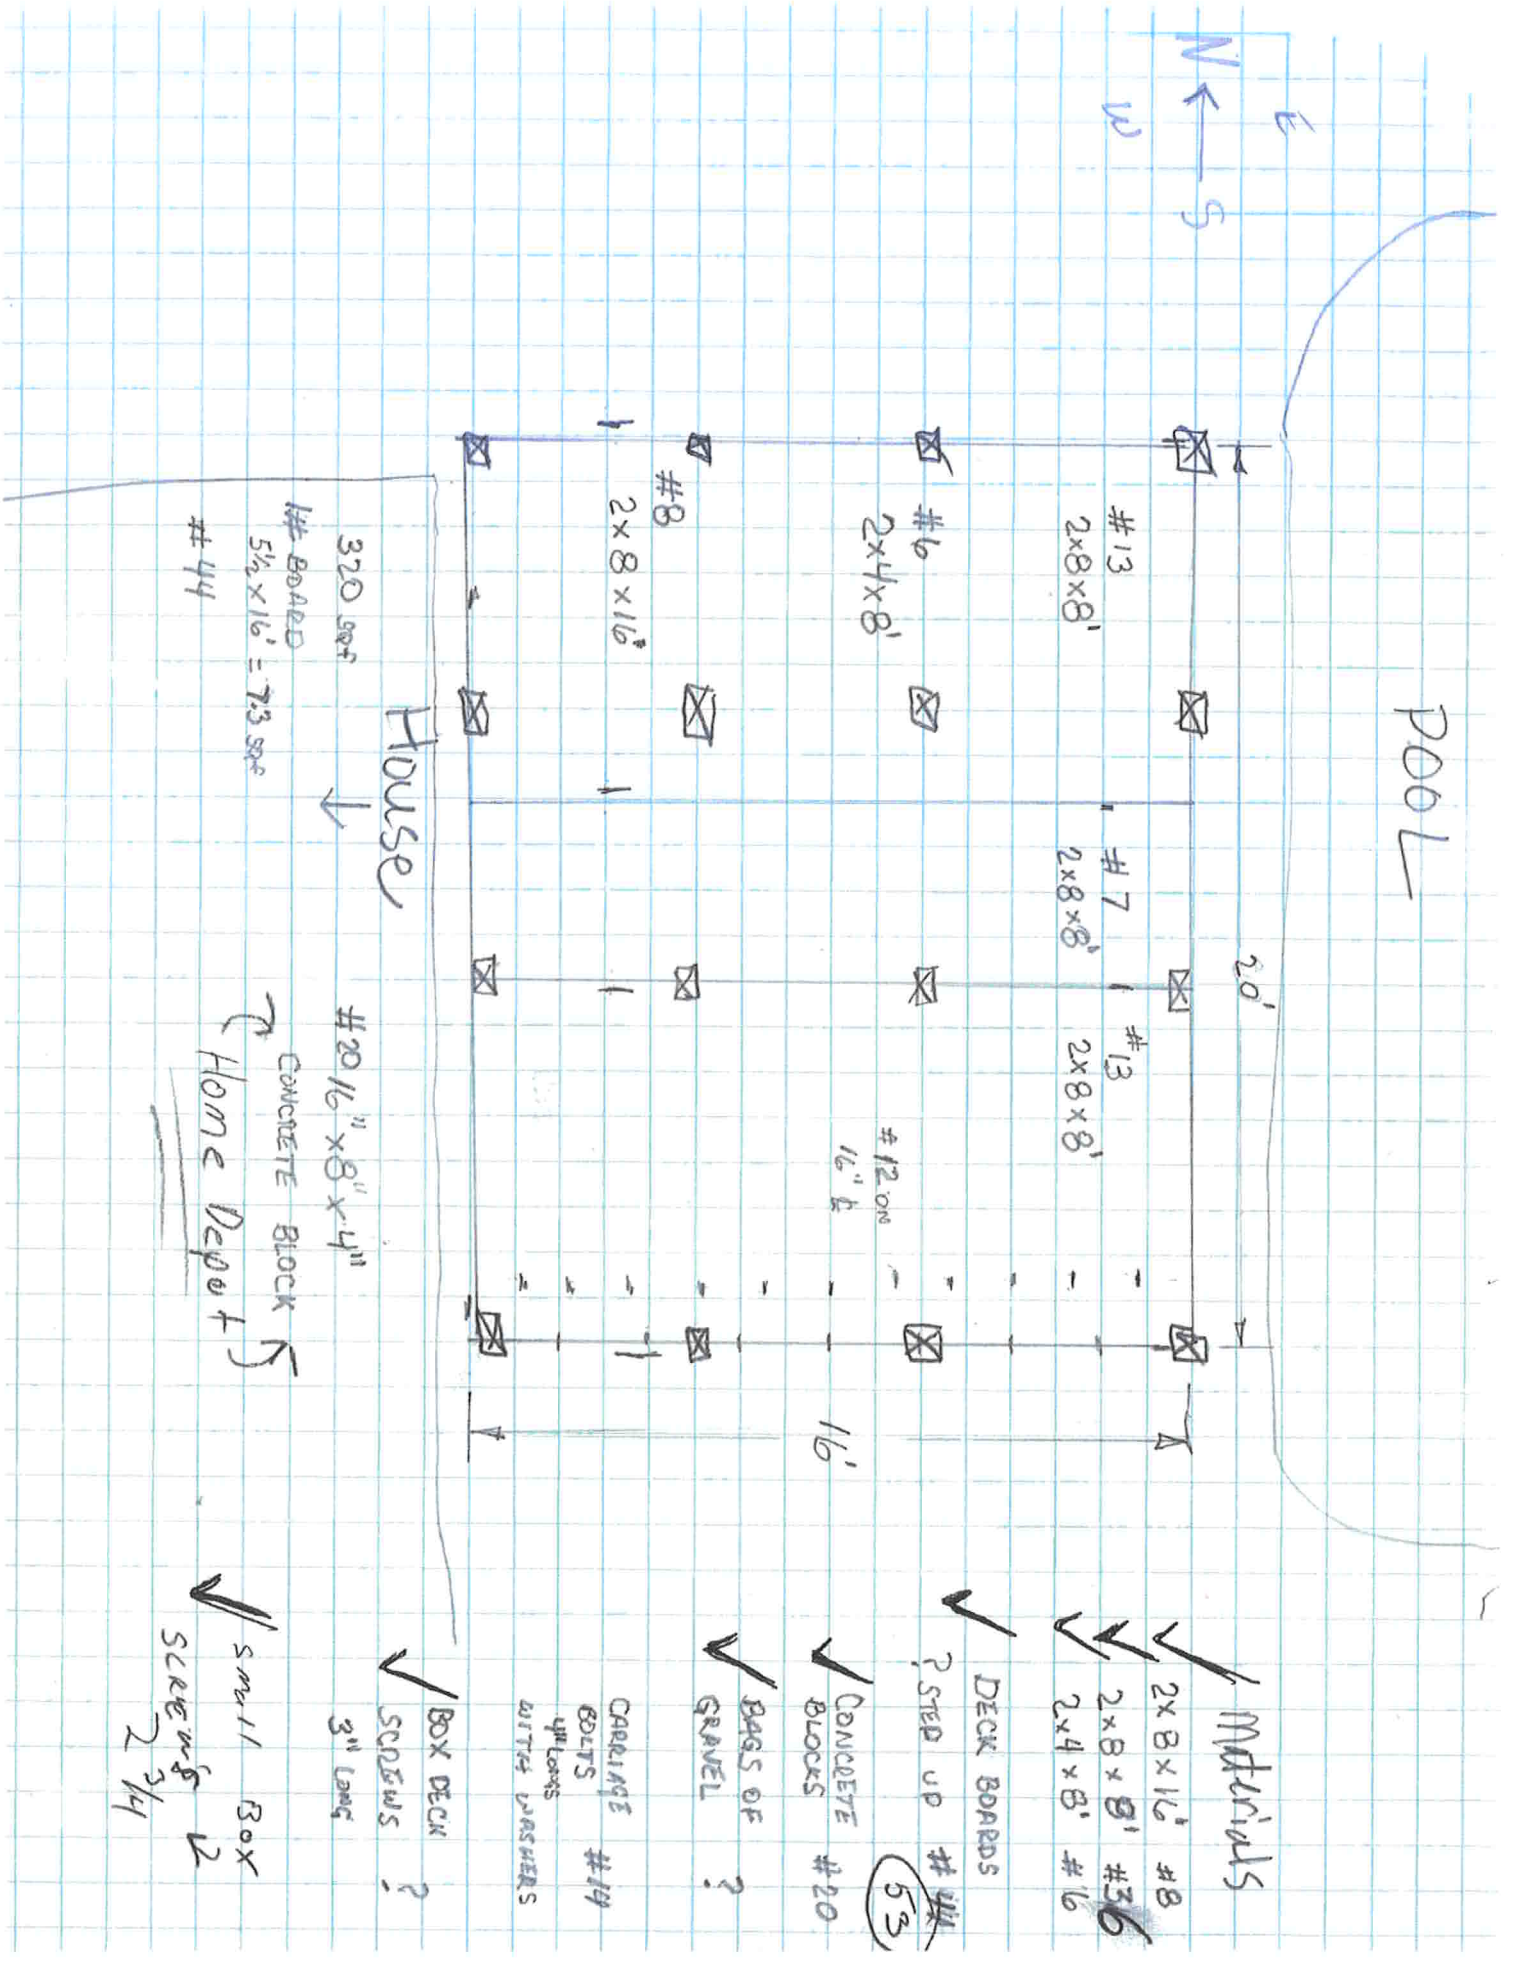 N
E
W
S
POOL
20'
#13
2x8x8'
#6
2x4x8'
#8
2x8x16'
#7
2x8x8'
#13
2x8x8'
#12 ON
16" ₵
16'
House
320 sqf
1# BOARD
5½ x 16' = 7.3 sqf
#44
#20 16" x 8" x 4"
CONCRETE BLOCK
Home Depot
Materials
2x8x16' #8
2x8x8' #36
2x4x8' #16
DECK BOARDS
? STEP UP #44
53
CONCRETE
BLOCKS #20
BAGS OF
GRAVEL ?
CARRIAGE
BOLTS #14
4" LONG
WITH WASHERS
BOX DECK
SCREWS ?
3" LONG
small Box
SCREWS
2 3/4